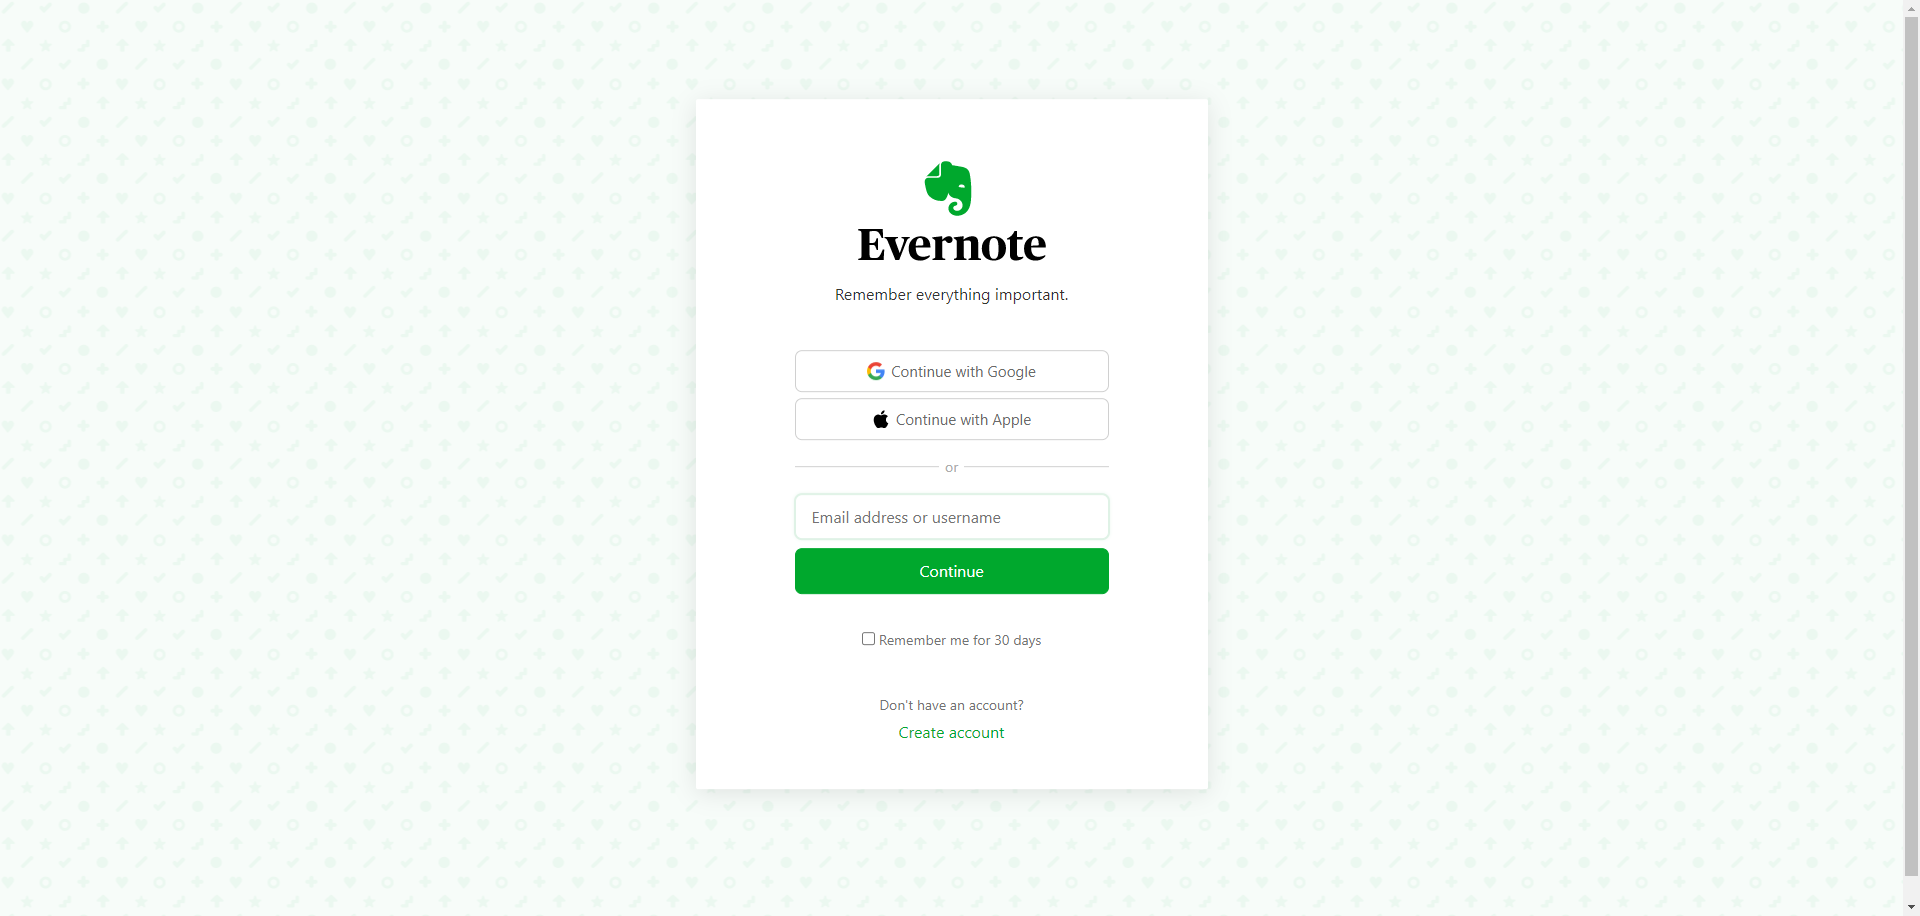 Evernote
Remember everything important.
Continue with Google
Continue with Apple
or
Email address or username
Continue
Remember me for 30 days
Don't have an account?
Create account